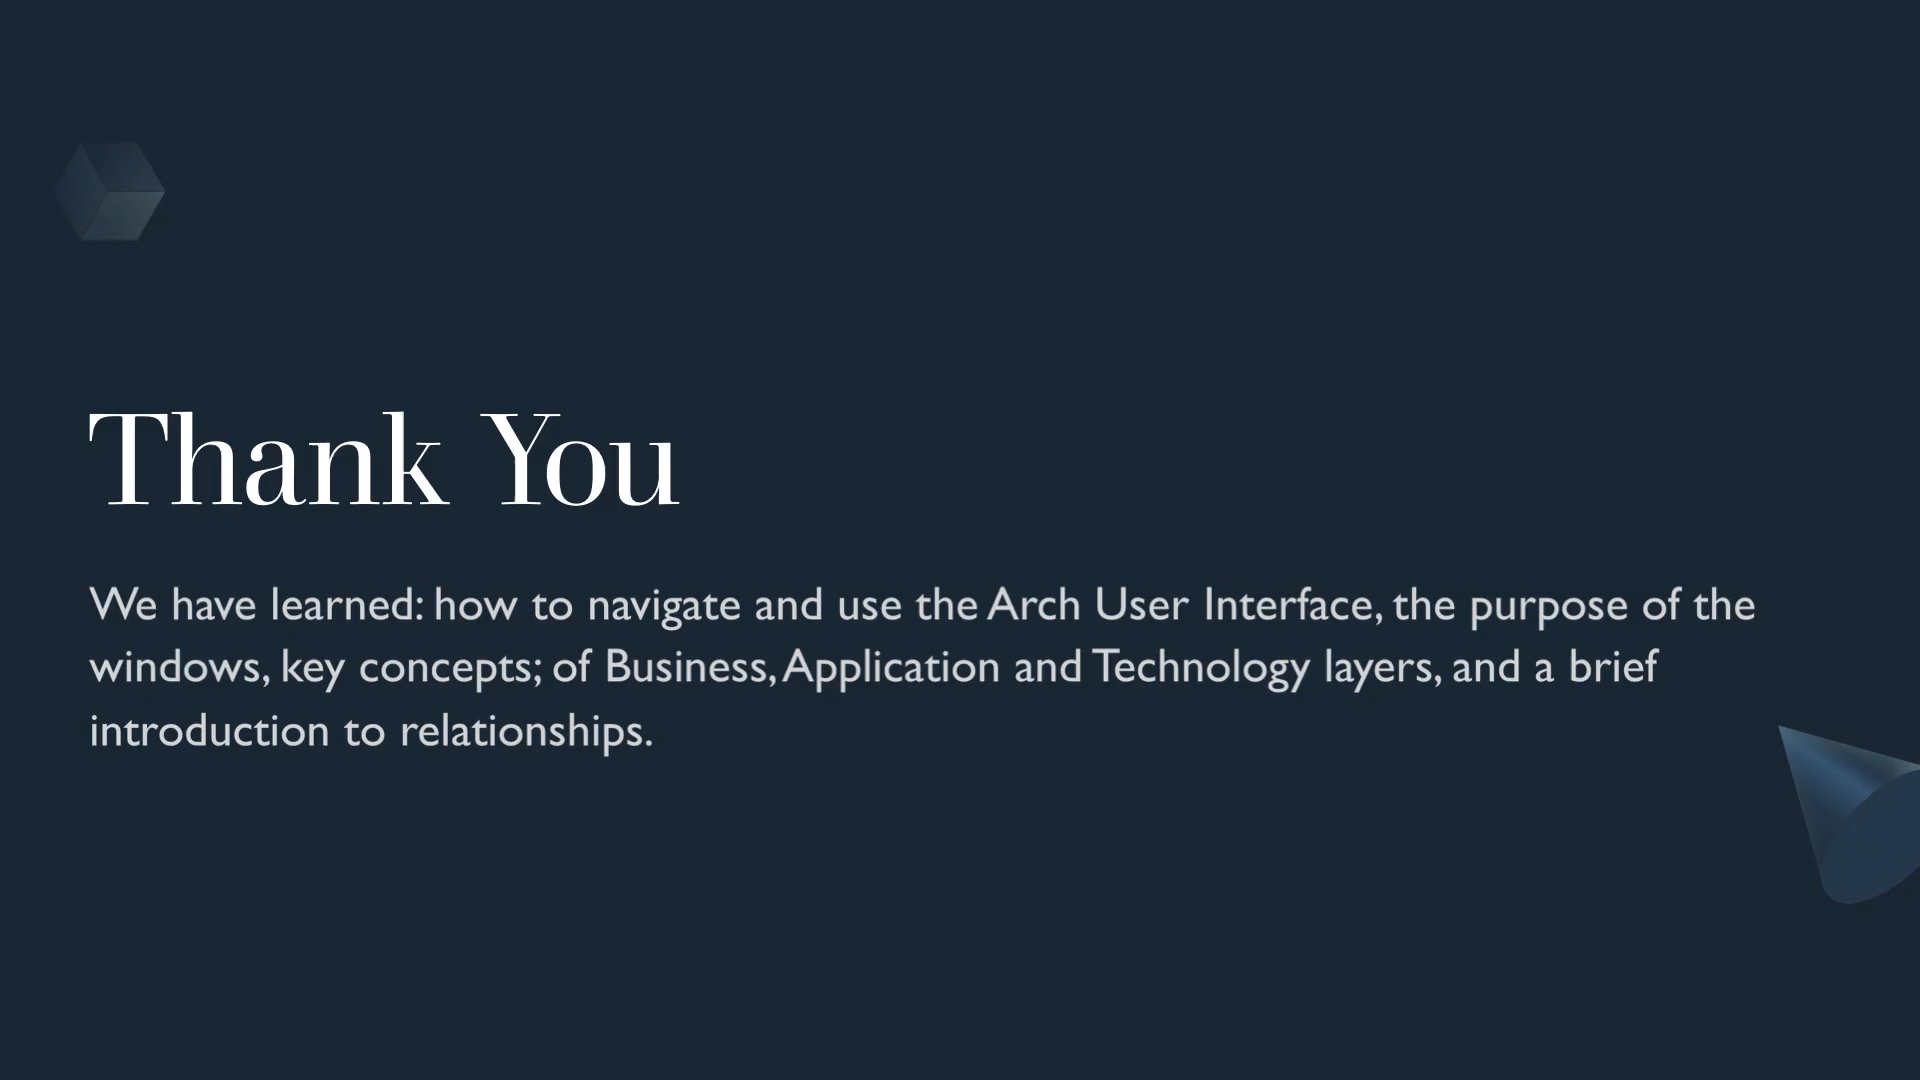 Thank You
We have learned: how to navigate and use the Arch User Interface, the purpose of the
windows, key concepts; of Business, Application and Technology layers, and a brief
introduction to relationships.